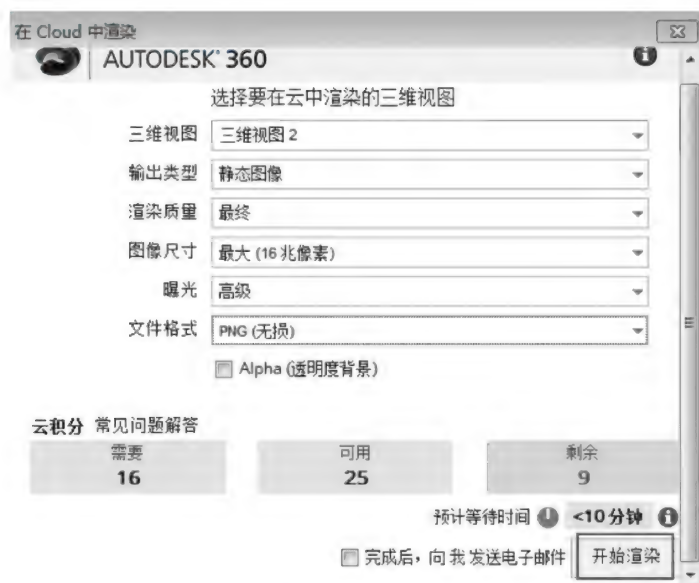 在 Cloud 中渲染
AUTODESK® 360
选择要在云中渲染的三维视图
三维视图 三维视图 2
输出类型 静态图像
渲染质量 最终
图像尺寸 最大 (16 兆像素)
曝光 高级
文件格式 PNG (无损)
Alpha (透明度背景)
云积分 常见问题解答
需要 可用 剩余
16 25 9
预计等待时间 <10 分钟
完成后，向我发送电子邮件 开始渲染